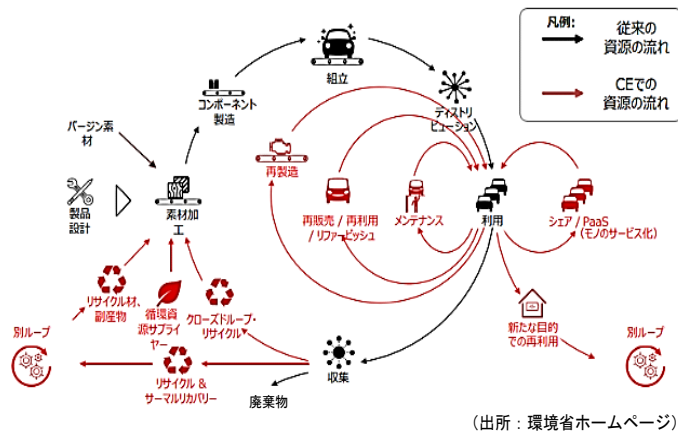 凡例:
従来の
資源の流れ
CEでの
資源の流れ
組立
コンポーネント
製造
ディストリ
ビューション
バージン素
材
製品
設計
素材加
工
再製造
再販売 / 再利用
/ リファービッシュ
メンテナンス
利用
シェア / PaaS
(モノのサービス化)
リサイクル材、
副産物
循環資
源サプライ
ヤー
クローズドループ・
リサイクル
新たな目的
での再利用
別ループ
別ループ
リサイクル &
サーマルリカバリー
収集
廃棄物
(出所:環境省ホームページ)